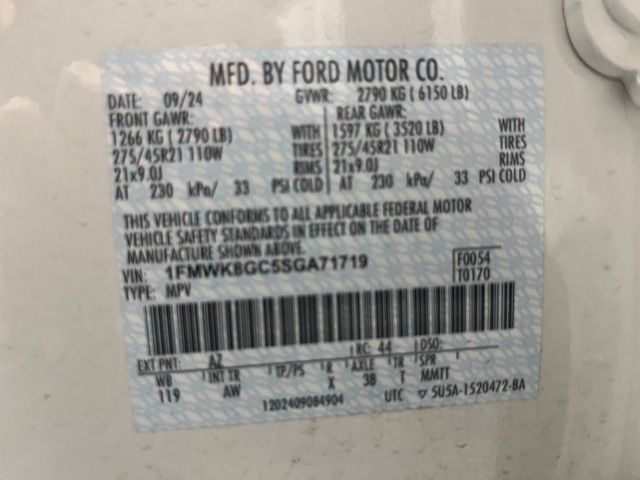 MFD. BY FORD MOTOR CO.
DATE: 09/24 GVWR: 2790 KG ( 6150 LB)
FRONT GAWR: REAR GAWR:
1266 KG ( 2790 LB) WITH 1597 KG ( 3520 LB) WITH
275/45R21 110W TIRES 275/45R21 110W TIRES
21x9.0J RIMS 21x9.0J RIMS
AT 230 kPa/ 33 PSI COLD AT 230 kPa/ 33 PSI COLD
THIS VEHICLE CONFORMS TO ALL APPLICABLE FEDERAL MOTOR
VEHICLE SAFETY STANDARDS IN EFFECT ON THE DATE OF
MANUFACTURE SHOWN ABOVE.
VIN: 1FMWK8GC5SGA71719 F0054
TYPE: MPV T0170
EXT PNT: AZ RC: 44 DSO:
WB INT TR TP/PS R AXLE TR SPR
119 AW X 38 T MMTT
1202409084904 UTC ▽ SU5A-1520472-BA